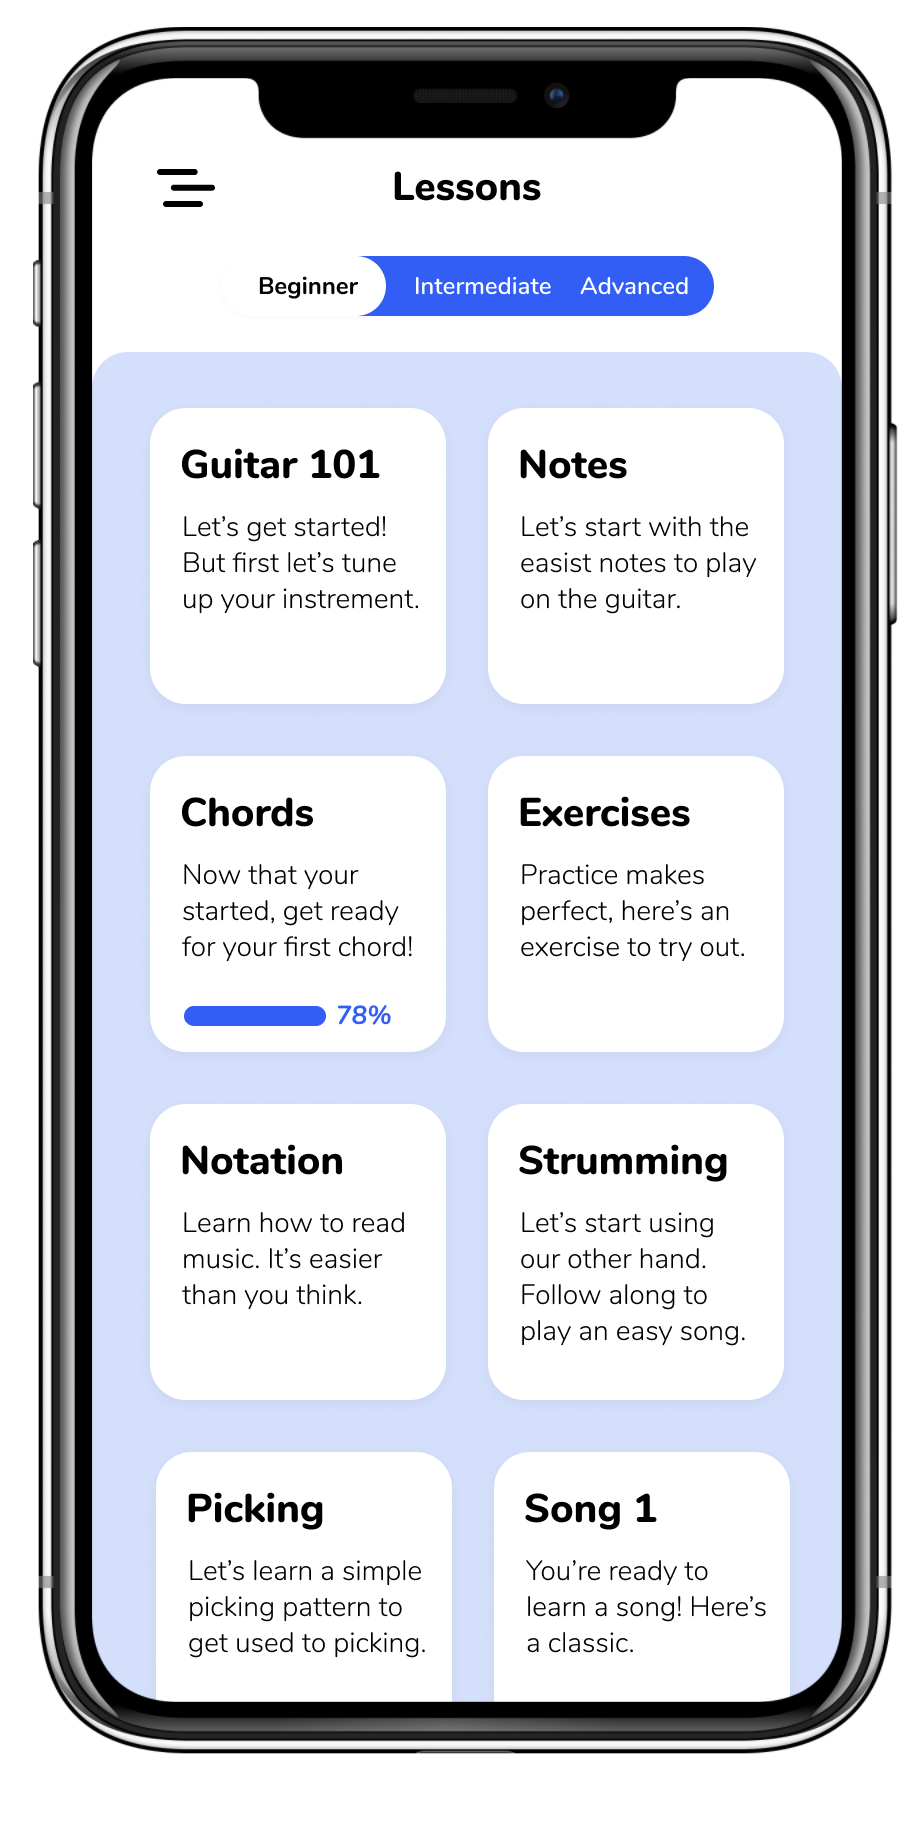 Lessons
Beginner Intermediate Advanced
Guitar 101
Let’s get started!
But first let’s tune
up your instrement.
Notes
Let’s start with the
easist notes to play
on the guitar.
Chords
Now that your
started, get ready
for your first chord!
78%
Exercises
Practice makes
perfect, here’s an
exercise to try out.
Notation
Learn how to read
music. It’s easier
than you think.
Strumming
Let’s start using
our other hand.
Follow along to
play an easy song.
Picking
Let’s learn a simple
picking pattern to
get used to picking.
Song 1
You’re ready to
learn a song! Here’s
a classic.